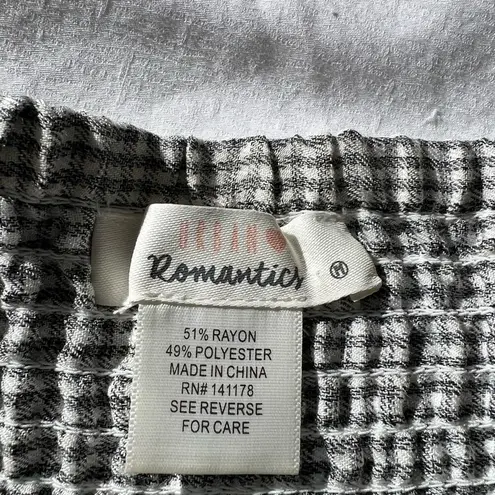 URBAN
Romantics
M
51% RAYON
49% POLYESTER
MADE IN CHINA
RN# 141178
SEE REVERSE
FOR CARE